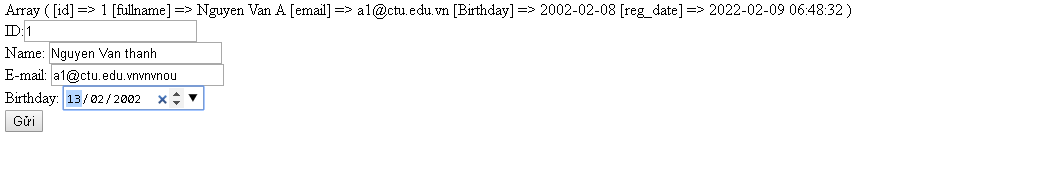 Array ( [id] => 1 [fullname] => Nguyen Van A [email] => a1@ctu.edu.vn [Birthday] => 2002-02-08 [reg_date] => 2022-02-09 06:48:32 )
ID: 1
Name: Nguyen Van thanh
E-mail: a1@ctu.edu.vnvnvnou
Birthday: 13/02/2002
Gửi